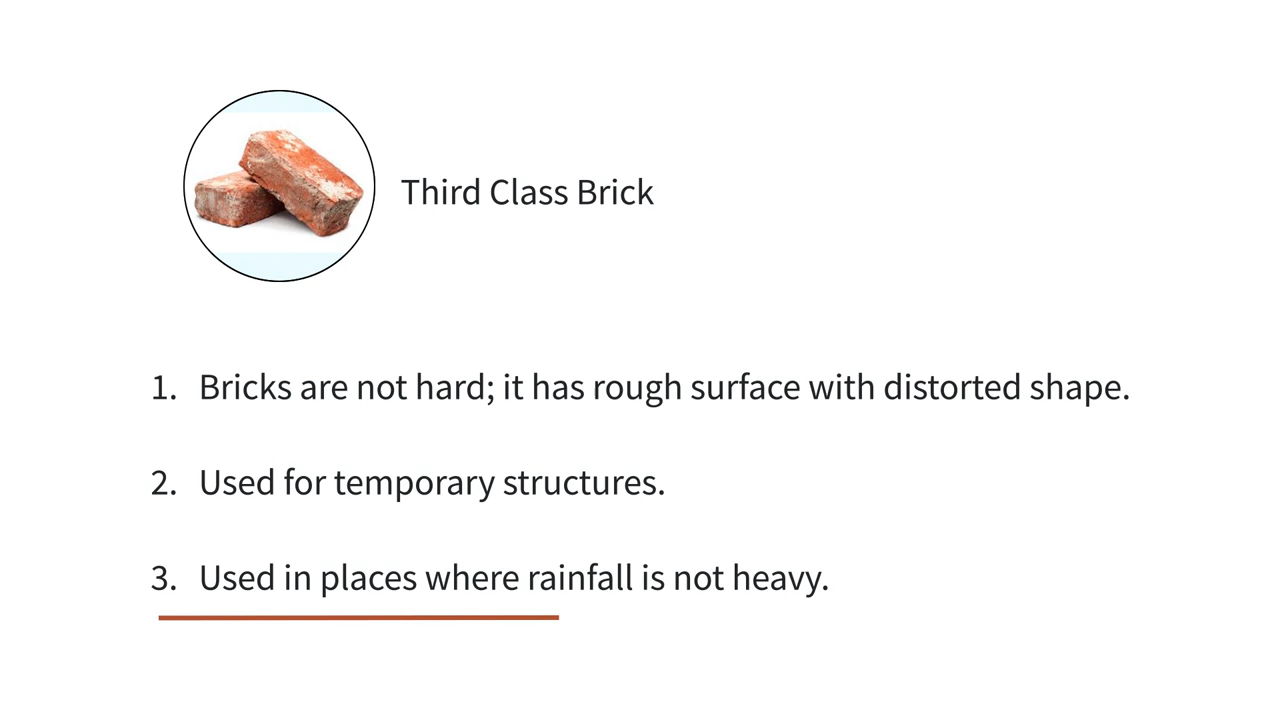 Third Class Brick
1. Bricks are not hard; it has rough surface with distorted shape.
2. Used for temporary structures.
3. Used in places where rainfall is not heavy.